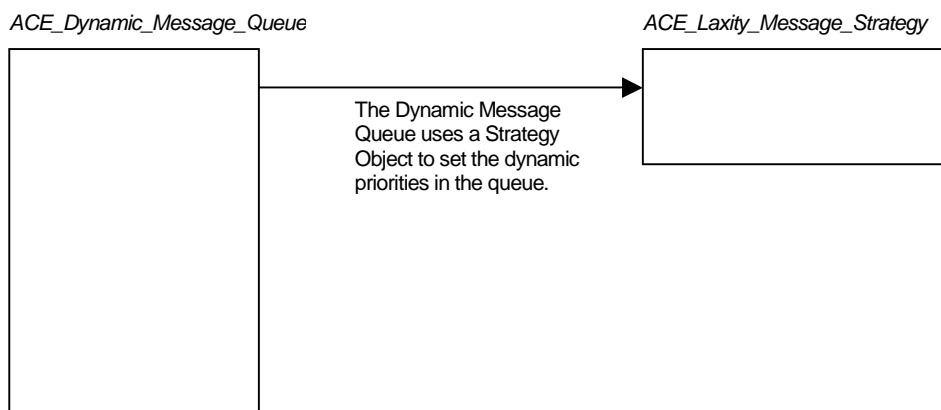 ACE_Dynamic_Message_Queue
ACE_Laxity_Message_Strategy
The Dynamic Message
Queue uses a Strategy
Object to set the dynamic
priorities in the queue.